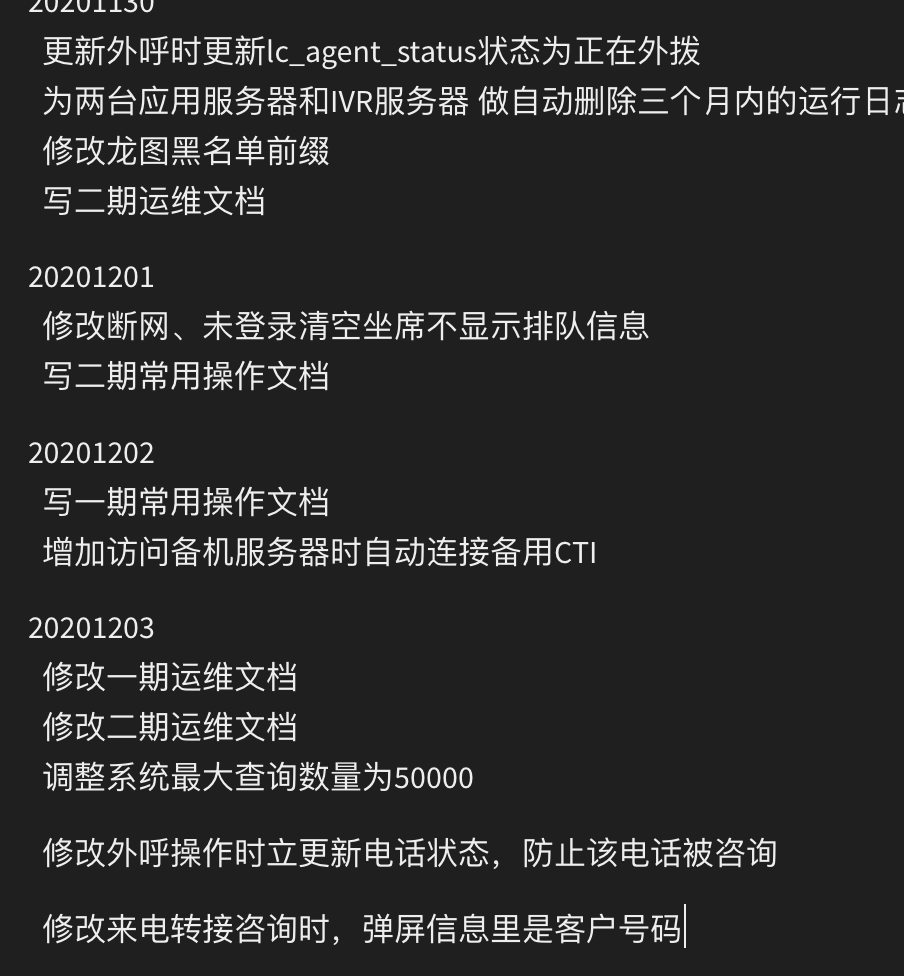 20201130
更新外呼时更新lc_agent_status状态为正在外拨
为两台应用服务器和IVR服务器 做自动删除三个月内的运行日志
修改龙图黑名单前缀
写二期运维文档
20201201
修改断网、未登录清空坐席不显示排队信息
写二期常用操作文档
20201202
写一期常用操作文档
增加访问备机服务器时自动连接备用CTI
20201203
修改一期运维文档
修改二期运维文档
调整系统最大查询数量为50000
修改外呼操作时立更新电话状态，防止该电话被咨询
修改来电转接咨询时，弹屏信息里是客户号码